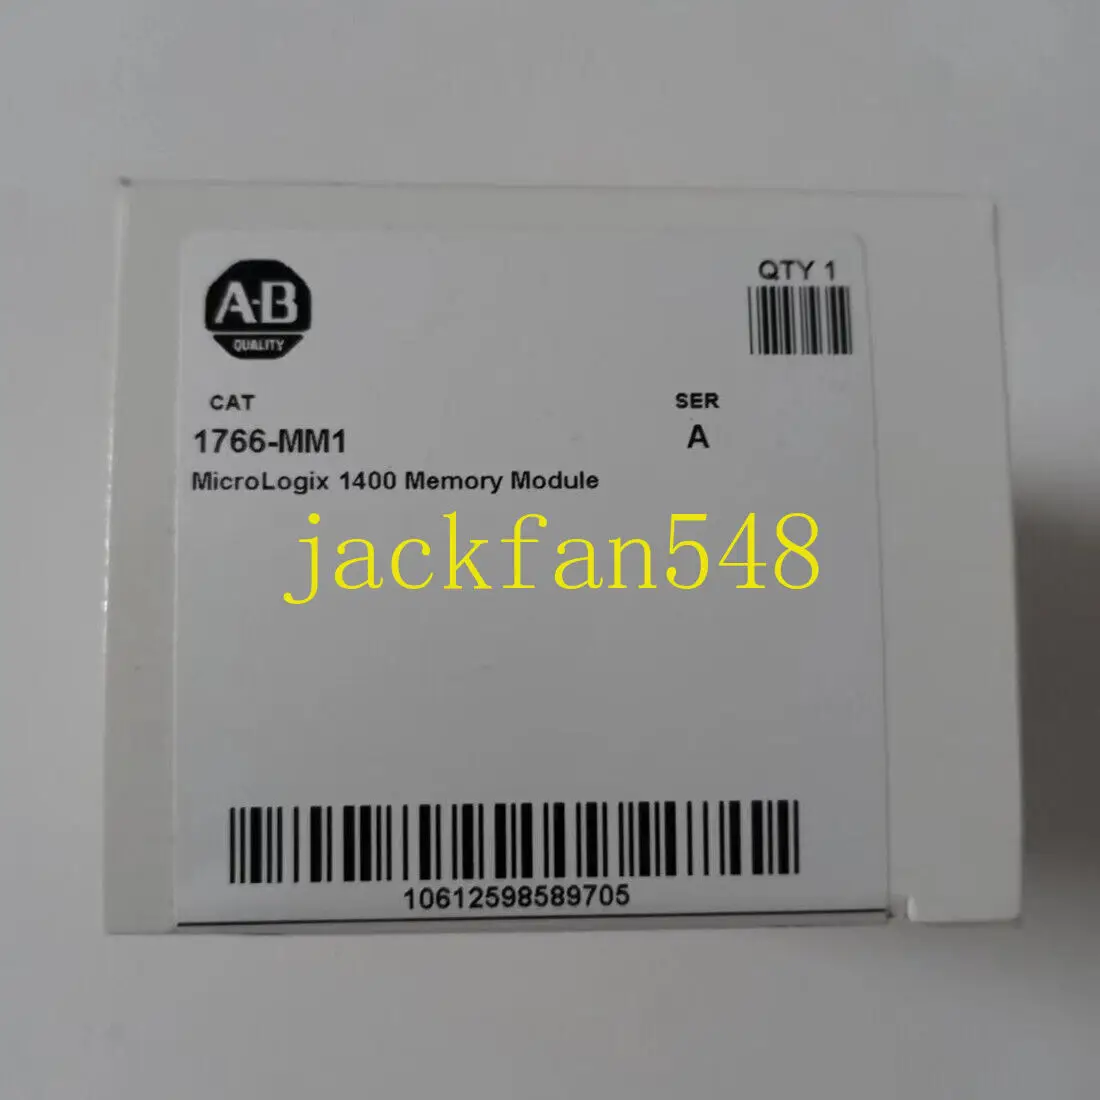 A-B
QUALITY
QTY 1
CAT
SER
1766-MM1
A
MicroLogix 1400 Memory Module
jackfan548
10612598589705